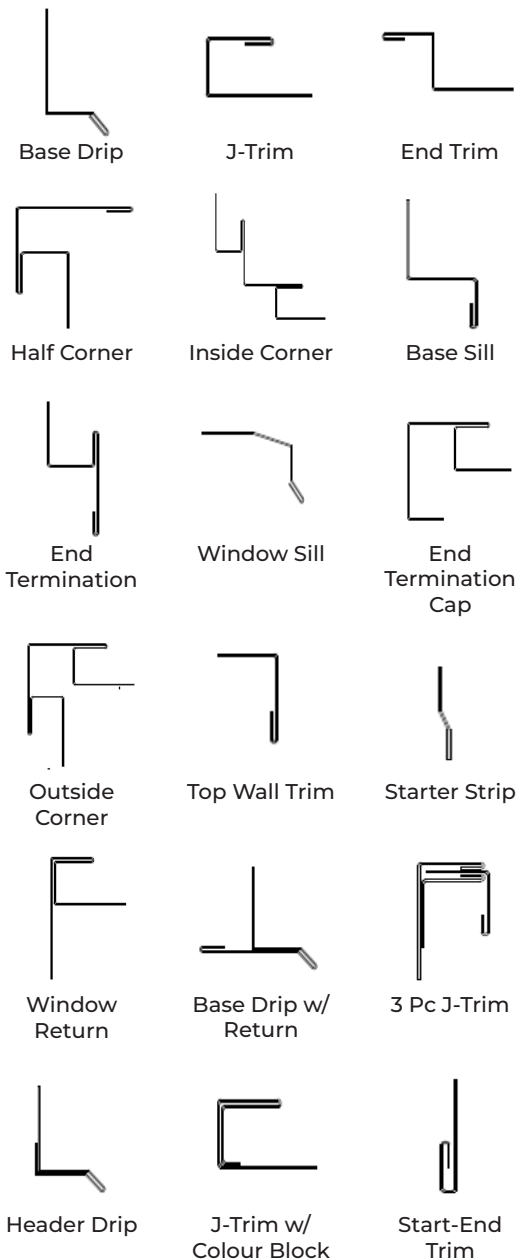 Base Drip
J-Trim
End Trim
Half Corner
Inside Corner
Base Sill
End
Termination
Window Sill
End
Termination
Cap
Outside
Corner
Top Wall Trim
Starter Strip
Window
Return
Base Drip w/
Return
3 Pc J-Trim
Header Drip
J-Trim w/
Colour Block
Start-End
Trim